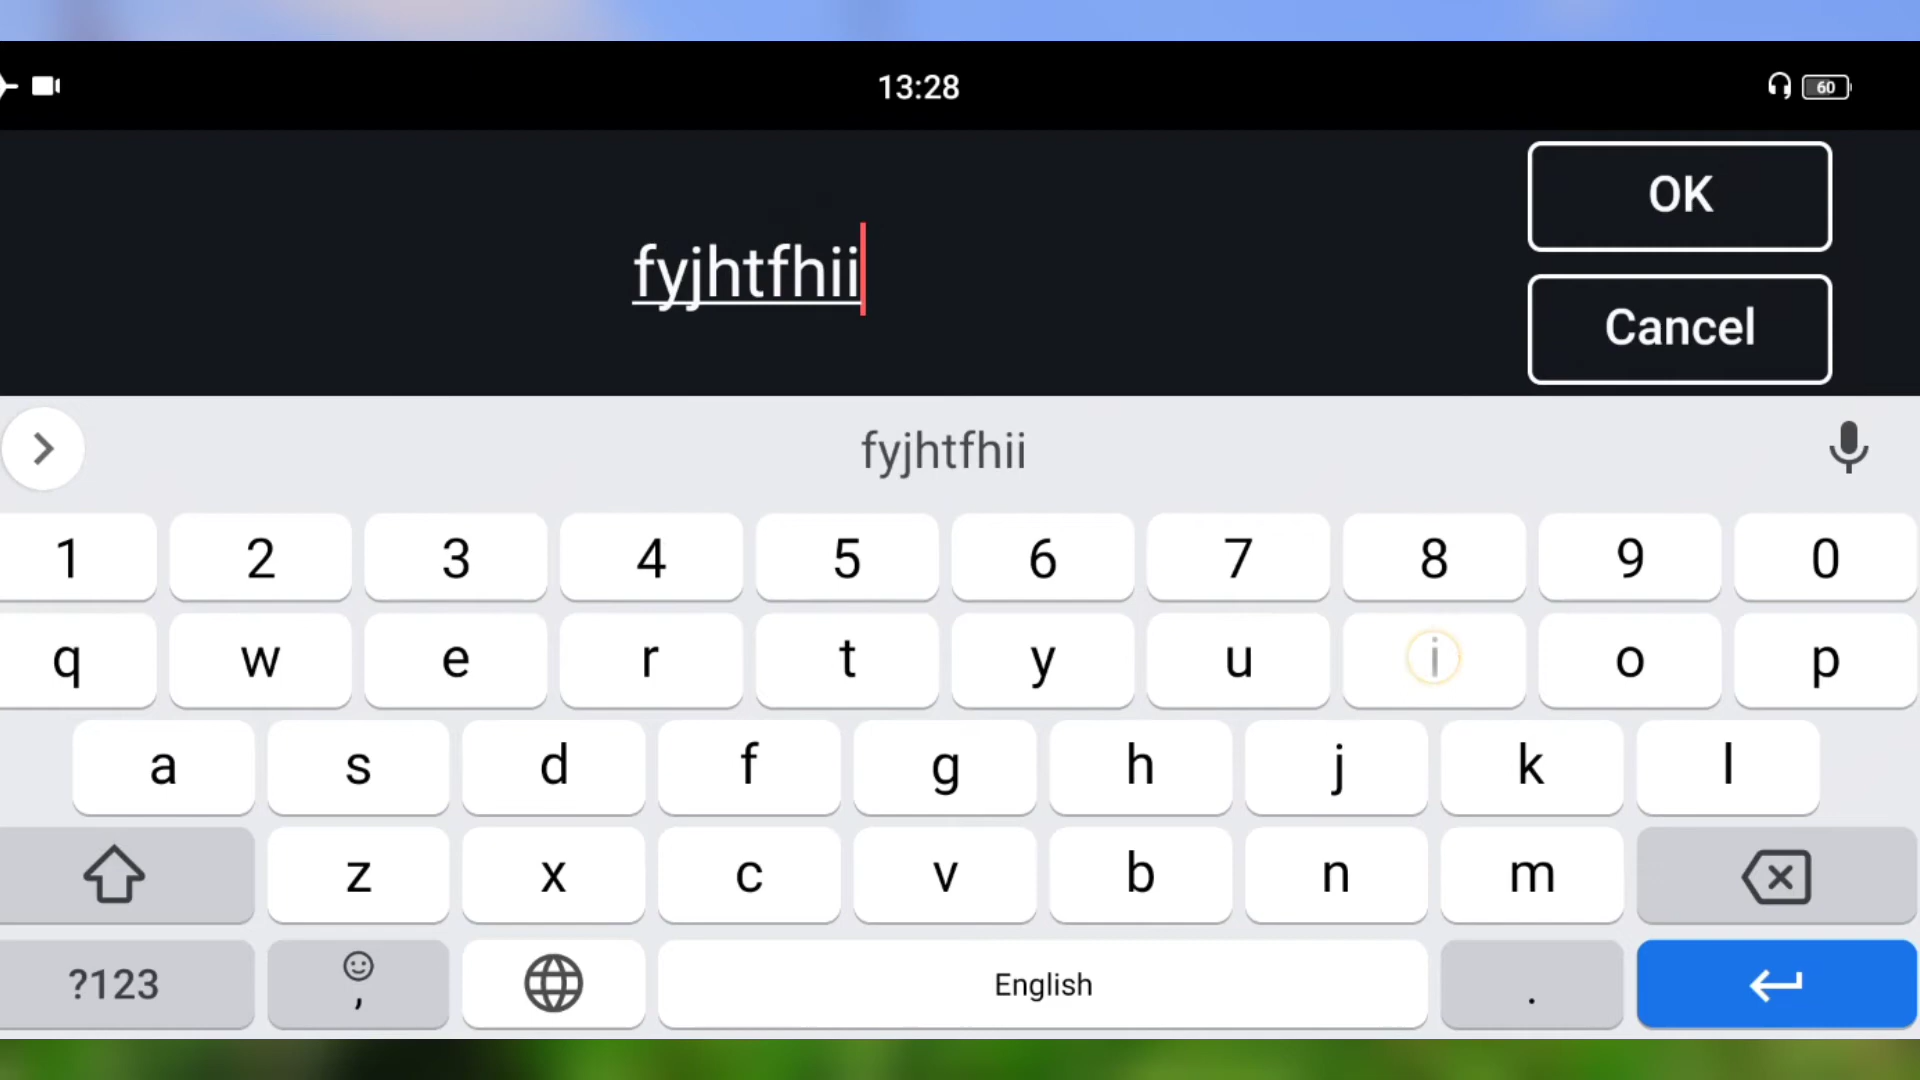 13:28
60
OK
fyjhtfhii
Cancel
fyjhtfhii
1 2 3 4 5 6 7 8 9 0
q w e r t y u i o p
a s d f g h j k l
z x c v b n m
?123 , English .